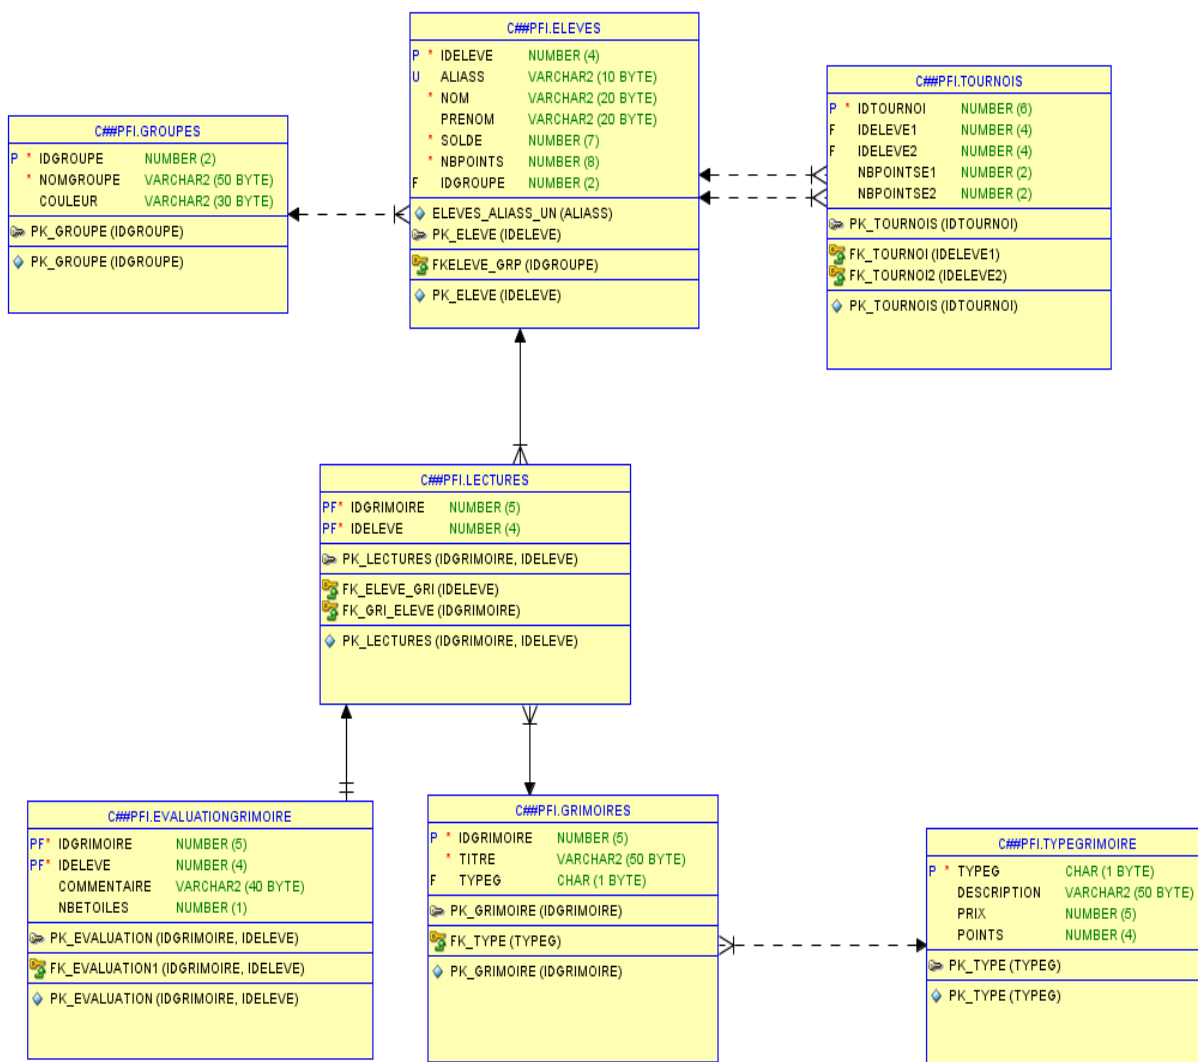 C##PFI.ELEVES
P * IDELEVE NUMBER (4)
U ALIASS VARCHAR2 (10 BYTE)
* NOM VARCHAR2 (20 BYTE)
PRENOM VARCHAR2 (20 BYTE)
* SOLDE NUMBER (7)
* NBPOINTS NUMBER (8)
F IDGROUPE NUMBER (2)
ELEVES_ALIASS_UN (ALIASS)
PK_ELEVE (IDELEVE)
FKELEVE_GRP (IDGROUPE)
PK_ELEVE (IDELEVE)
C##PFI.TOURNOIS
P * IDTOURNOI NUMBER (6)
F IDELEVE1 NUMBER (4)
F IDELEVE2 NUMBER (4)
NBPOINTSE1 NUMBER (2)
NBPOINTSE2 NUMBER (2)
PK_TOURNOIS (IDTOURNOI)
FK_TOURNOI (IDELEVE1)
FK_TOURNOI2 (IDELEVE2)
PK_TOURNOIS (IDTOURNOI)
C##PFI.GROUPES
P * IDGROUPE NUMBER (2)
* NOMGROUPE VARCHAR2 (50 BYTE)
COULEUR VARCHAR2 (30 BYTE)
PK_GROUPE (IDGROUPE)
PK_GROUPE (IDGROUPE)
C##PFI.LECTURES
PF* IDGRIMOIRE NUMBER (5)
PF* IDELEVE NUMBER (4)
PK_LECTURES (IDGRIMOIRE, IDELEVE)
FK_ELEVE_GRI (IDELEVE)
FK_GRI_ELEVE (IDGRIMOIRE)
PK_LECTURES (IDGRIMOIRE, IDELEVE)
C##PFI.EVALUATIONGRIMOIRE
PF* IDGRIMOIRE NUMBER (5)
PF* IDELEVE NUMBER (4)
COMMENTAIRE VARCHAR2 (40 BYTE)
NBETOILES NUMBER (1)
PK_EVALUATION (IDGRIMOIRE, IDELEVE)
FK_EVALUATION1 (IDGRIMOIRE, IDELEVE)
PK_EVALUATION (IDGRIMOIRE, IDELEVE)
C##PFI.GRIMOIRES
P * IDGRIMOIRE NUMBER (5)
* TITRE VARCHAR2 (50 BYTE)
F TYPEG CHAR (1 BYTE)
PK_GRIMOIRE (IDGRIMOIRE)
FK_TYPE (TYPEG)
PK_GRIMOIRE (IDGRIMOIRE)
C##PFI.TYPEGRIMOIRE
P * TYPEG CHAR (1 BYTE)
DESCRIPTION VARCHAR2 (50 BYTE)
PRIX NUMBER (5)
POINTS NUMBER (4)
PK_TYPE (TYPEG)
PK_TYPE (TYPEG)